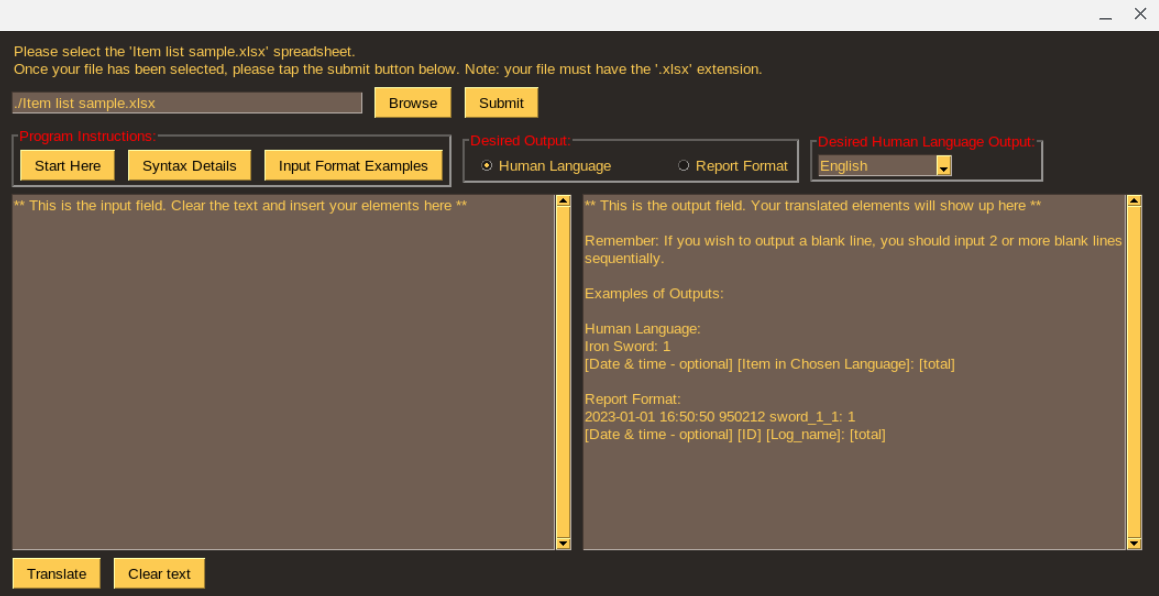 Please select the 'Item list sample.xlsx' spreadsheet.
Once your file has been selected, please tap the submit button below. Note: your file must have the '.xlsx' extension.
./Item list sample.xlsx
Browse
Submit
Program Instructions:
Start Here
Syntax Details
Input Format Examples
Desired Output:
Human Language
Report Format
Desired Human Language Output:
English
** This is the input field. Clear the text and insert your elements here **
** This is the output field. Your translated elements will show up here **
Remember: If you wish to output a blank line, you should input 2 or more blank lines
sequentially.
Examples of Outputs:
Human Language:
Iron Sword: 1
[Date & time - optional] [Item in Chosen Language]: [total]
Report Format:
2023-01-01 16:50:50 950212 sword_1_1: 1
[Date & time - optional] [ID] [Log_name]: [total]
Translate
Clear text